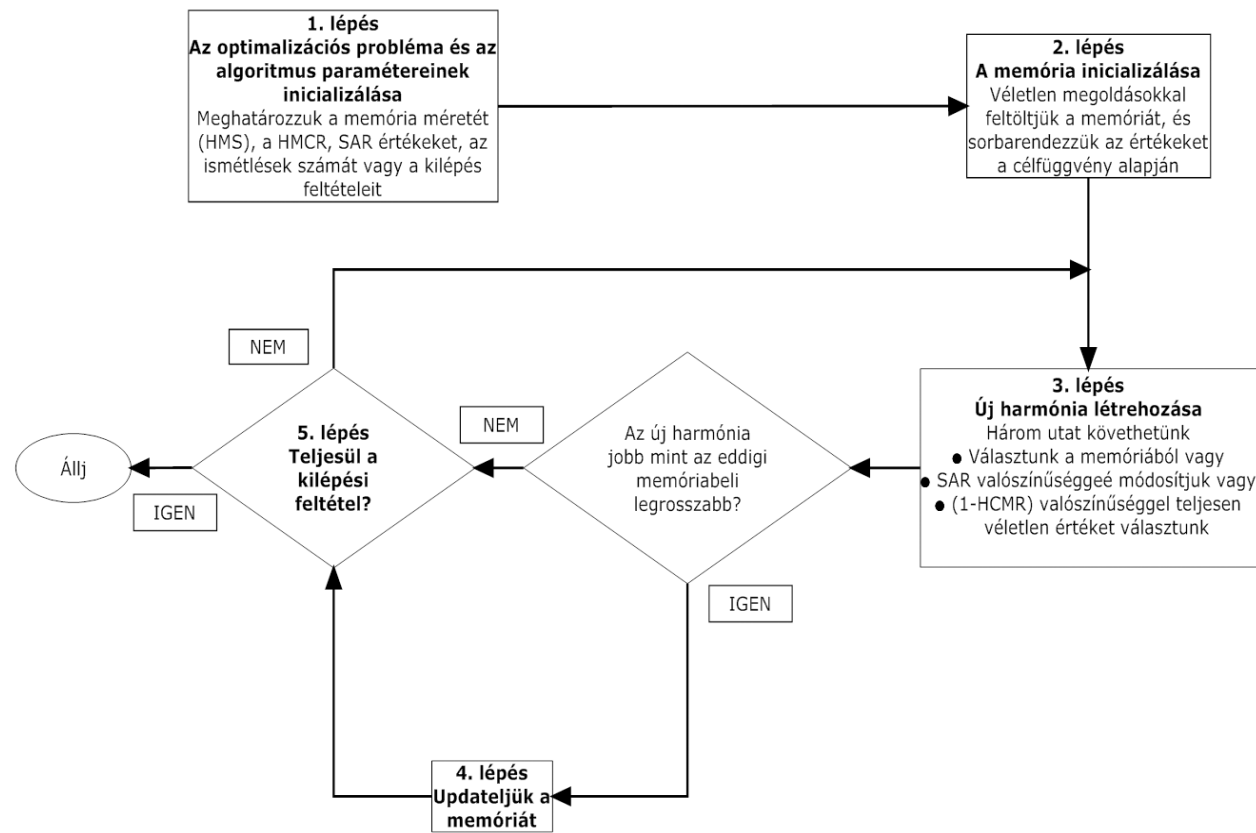 1. lépés
Az optimalizációs probléma és az
algoritmus paramétereinek
inicializálása
Meghatározzuk a memória méretét
(HMS), a HMCR, SAR értékeket, az
ismétlések számát vagy a kilépés
feltételeit
2. lépés
A memória inicializálása
Véletlen megoldásokkal
feltöltjük a memóriát, és
sorbarendezzük az értékeket
a célfüggvény alapján
3. lépés
Új harmónia létrehozása
Három utat követhetünk
● Választunk a memóriából vagy
● SAR valószínűséggeé módosítjuk vagy
● (1-HCMR) valószínűséggel teljesen
véletlen értéket választunk
Az új harmónia
jobb mint az eddigi
memóriabeli
legrosszabb?
NEM
IGEN
4. lépés
Updateljük a
memóriát
5. lépés
Teljesül a
kilépési
feltétel?
NEM
IGEN
Állj